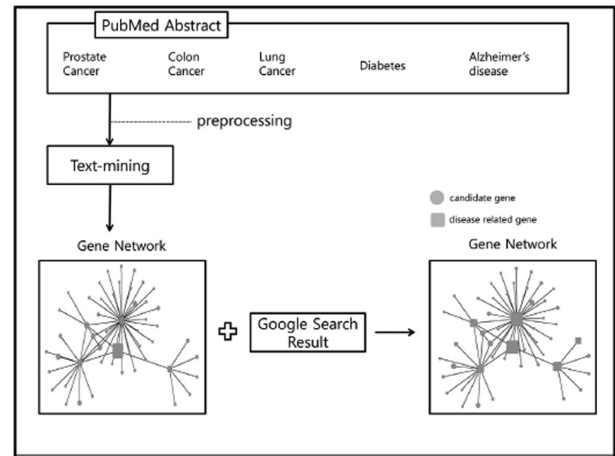 PubMed Abstract
Prostate
Cancer
Colon
Cancer
Lung
Cancer
Diabetes
Alzheimer's
disease
preprocessing
Text-mining
candidate gene
disease related gene
Gene Network
Gene Network
Google Search
Result